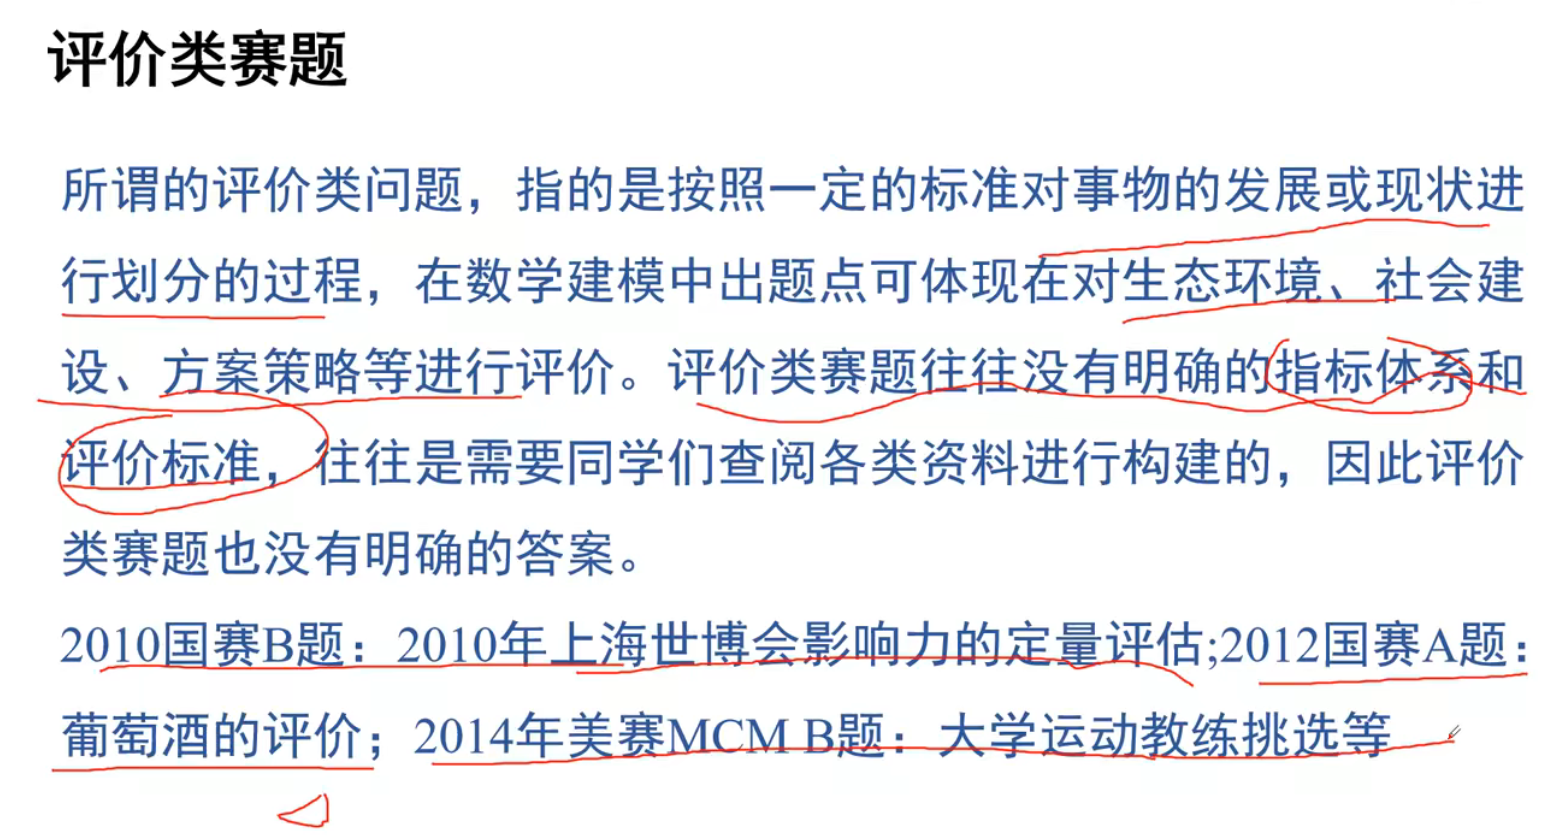 评价类赛题
所谓的评价类问题，指的是按照一定的标准对事物的发展或现状进
行划分的过程，在数学建模中出题点可体现在对生态环境、社会建
设、方案策略等进行评价。评价类赛题往往没有明确的指标体系和
评价标准，往往是需要同学们查阅各类资料进行构建的，因此评价
类赛题也没有明确的答案。
2010国赛B题：2010年上海世博会影响力的定量评估;2012国赛A题：
葡萄酒的评价；2014年美赛MCM B题：大学运动教练挑选等